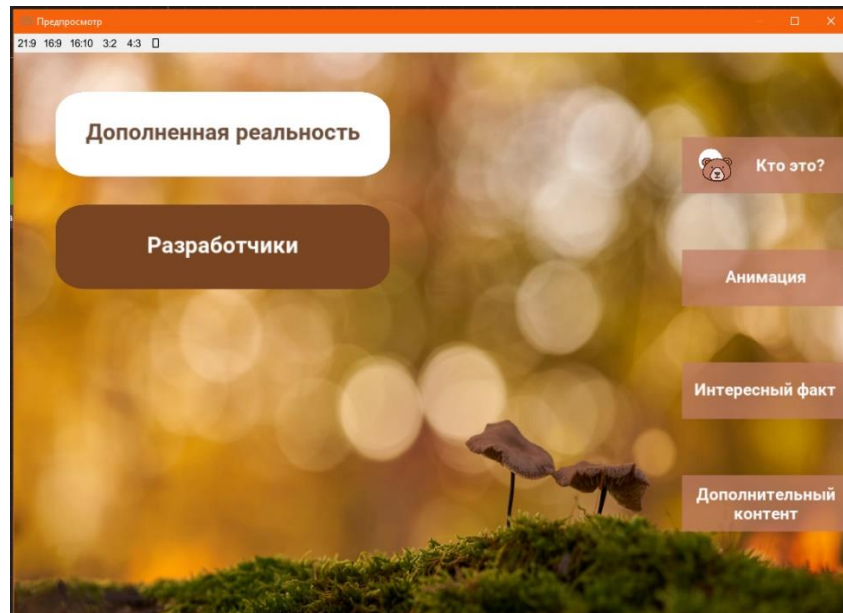 Предпросмотр
21:9 16:9 16:10 3:2 4:3
Дополненная реальность
Разработчики
Кто это?
Анимация
Интересный факт
Дополнительный
контент